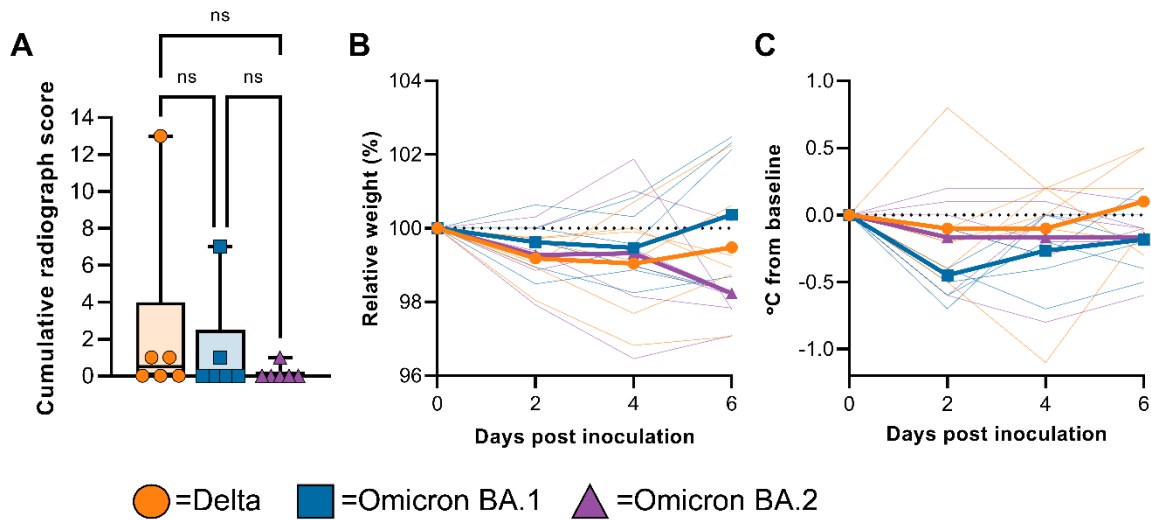 A
ns
ns
ns
Cumulative radiograph score
14
12
10
8
6
4
2
0
B
Relative weight (%)
104
102
100
98
96
0 2 4 6
Days post inoculation
C
ºC from baseline
1.0
0.5
0.0
-0.5
-1.0
0 2 4 6
Days post inoculation
=Delta =Omicron BA.1 =Omicron BA.2